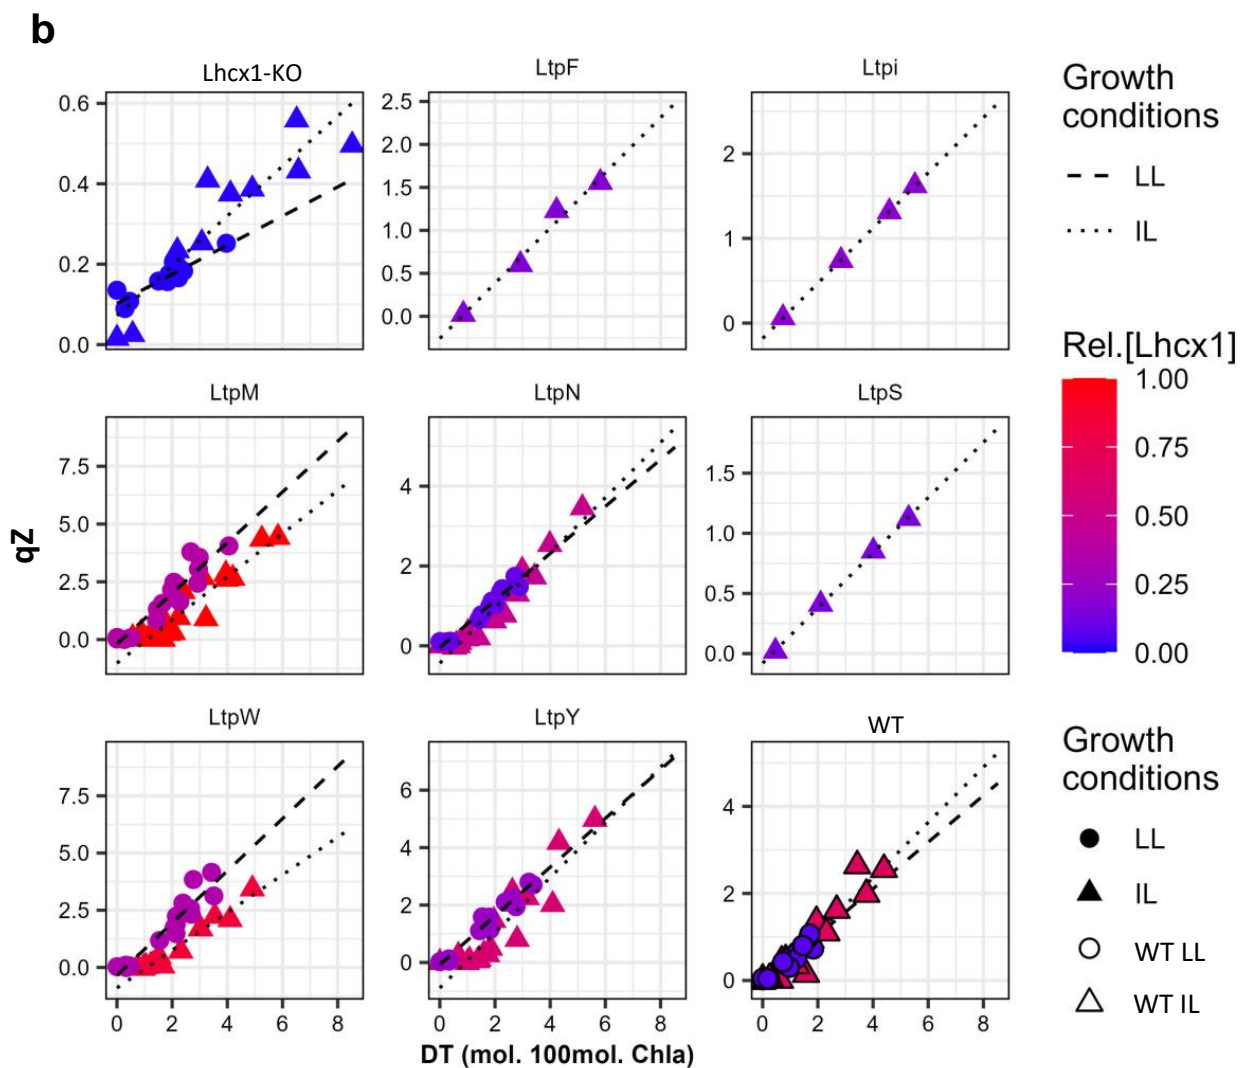 b
Lhcx1-KO
LtpF
Ltpi
0.6
0.4
0.2
0.0
2.5
2.0
1.5
1.0
0.5
0.0
2
1
0
LtpM
LtpN
LtpS
7.5
5.0
2.5
0.0
4
2
0
1.5
1.0
0.5
0.0
qZ
LtpW
LtpY
WT
7.5
5.0
2.5
0.0
6
4
2
0
4
2
0
0 2 4 6 8
0 2 4 6 8
0 2 4 6 8
DT (mol. 100mol. Chla)
Growth
conditions
LL
IL
Rel.[Lhcx1]
1.00
0.75
0.50
0.25
0.00
Growth
conditions
LL
IL
WT LL
WT IL